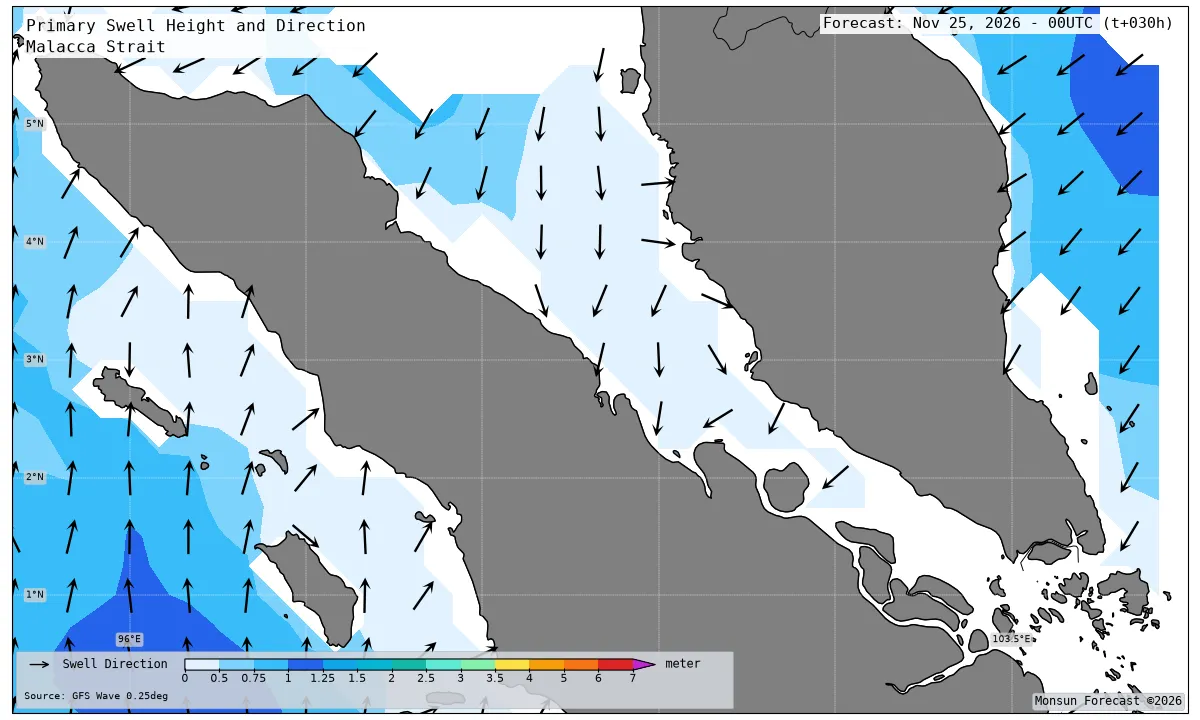 Primary Swell Height and Direction
Malacca Strait
Forecast: Nov 25, 2026 - 00UTC (t+030h)
5°N
4°N
3°N
2°N
1°N
96°E
103.5°E
Swell Direction
meter
0 0.5 0.75 1 1.25 1.5 2 2.5 3 3.5 4 5 6 7
Source: GFS Wave 0.25deg
Monsun Forecast ©2026